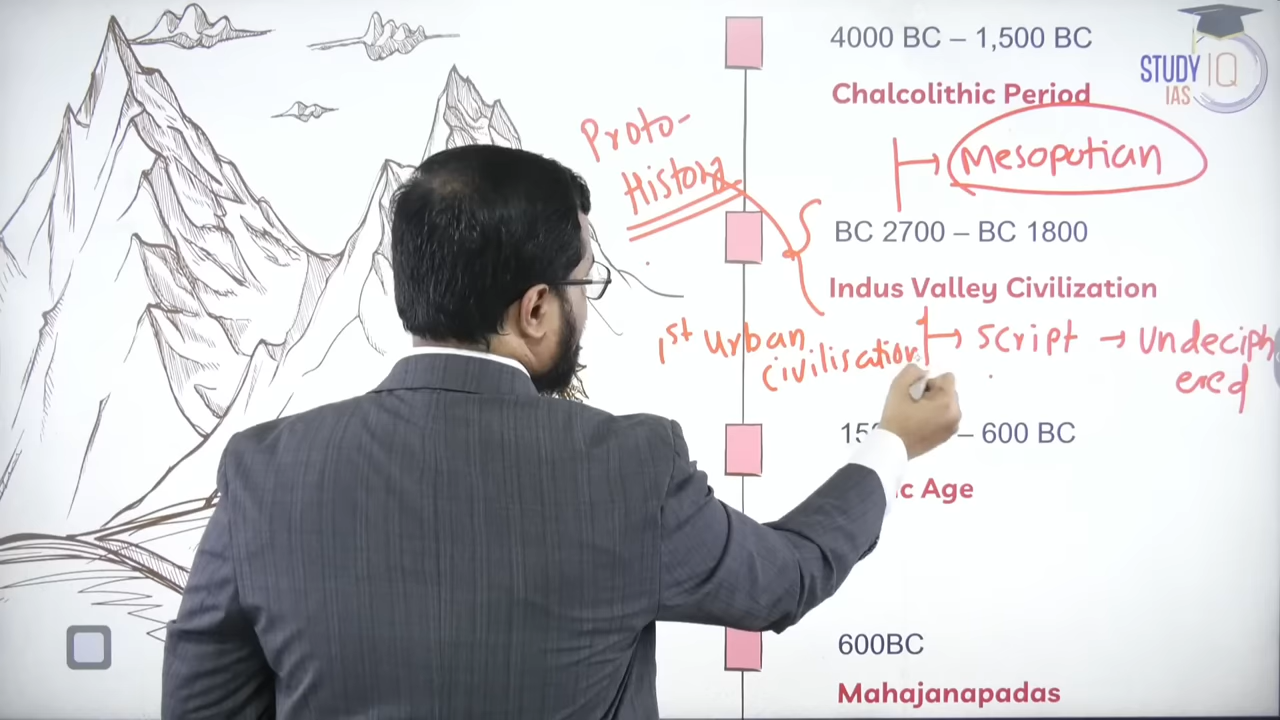 4000 BC – 1,500 BC
STUDY IQ
IAS
Chalcolithic Period
Proto-
History
Mesopotian
BC 2700 – BC 1800
Indus Valley Civilization
1st Urban
civilisation
script → Undeciph
ered
– 600 BC
Age
600BC
Mahajanapadas